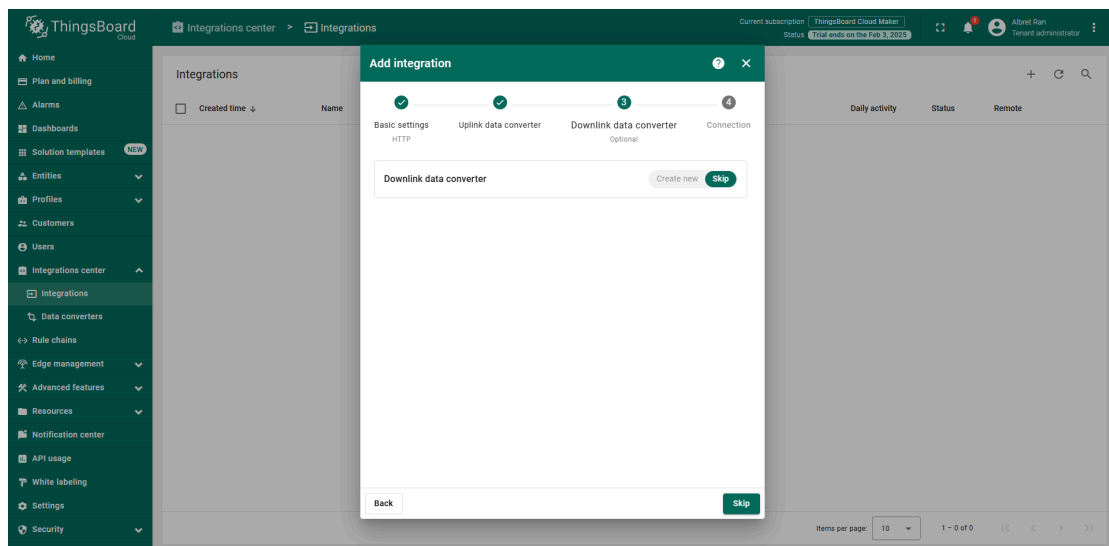 ThingsBoard
Cloud
Integrations center > Integrations
Current subscription ThingsBoard Cloud Maker
Status Trial ends on the Feb 3, 2025
Albret Ran
Tenant administrator
Home
Plan and billing
Alarms
Dashboards
Solution templates NEW
Entities
Profiles
Customers
Users
Integrations center
Integrations
Data converters
Rule chains
Edge management
Advanced features
Resources
Notification center
API usage
White labeling
Settings
Security
Integrations
Created time Name Daily activity Status Remote
Add integration
3 4
Basic settings Uplink data converter Downlink data converter Connection
HTTP Optional
Downlink data converter Create new Skip
Back Skip
Items per page: 10 1 – 0 of 0